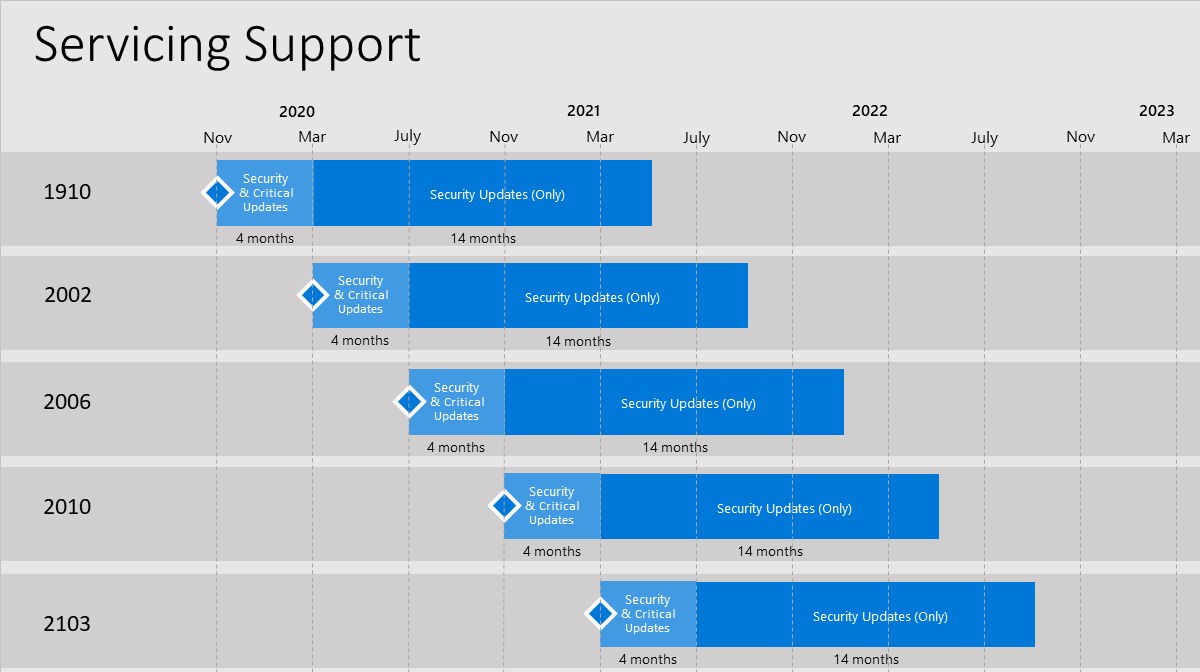 Servicing Support
2020 2021 2022 2023
Nov Mar July Nov Mar July Nov Mar July Nov Mar
1910
Security
& Critical
Updates
Security Updates (Only)
4 months 14 months
2002
Security
& Critical
Updates
Security Updates (Only)
4 months 14 months
2006
Security
& Critical
Updates
Security Updates (Only)
4 months 14 months
2010
Security
& Critical
Updates
Security Updates (Only)
4 months 14 months
2103
Security
& Critical
Updates
Security Updates (Only)
4 months 14 months